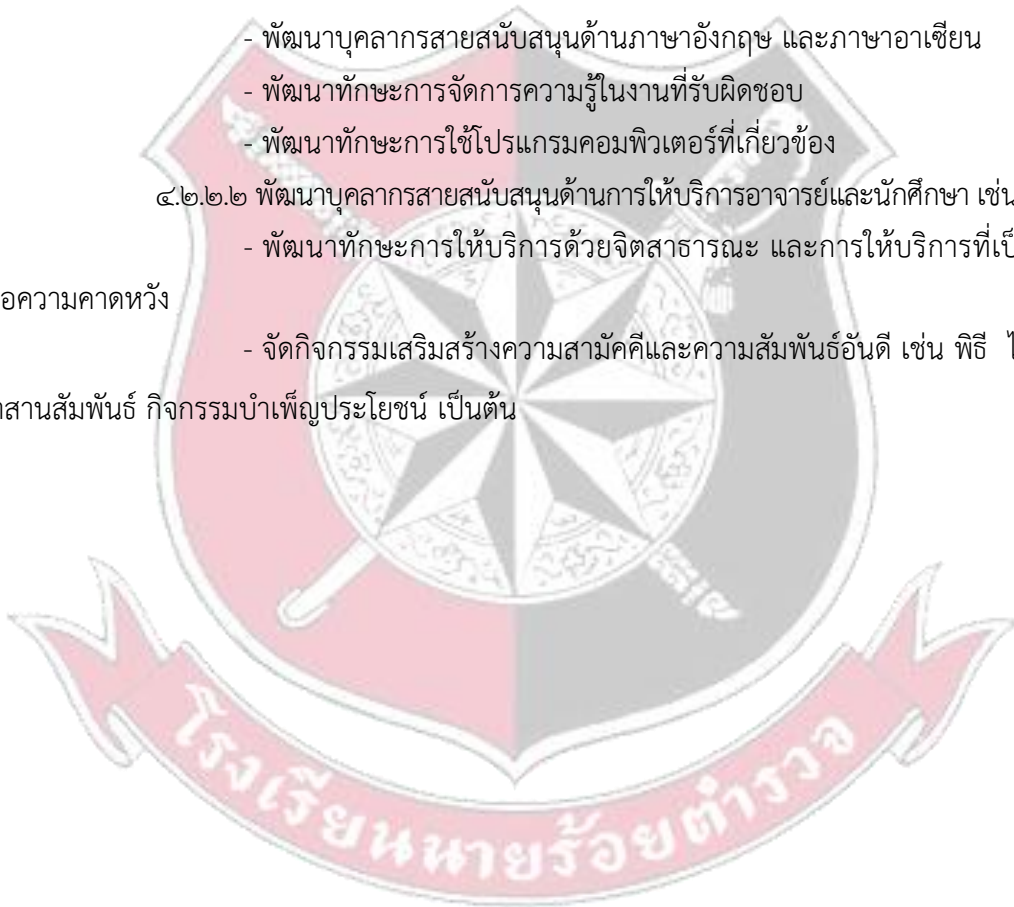 - พัฒนาบุคลากรสายสนับสนุนด้านภาษาอังกฤษ และภาษาอาเซียน
- พัฒนาทักษะการจัดการความรู้ในงานที่รับผิดชอบ
- พัฒนาทักษะการใช้โปรแกรมคอมพิวเตอร์ที่เกี่ยวข้อง
๔.๒.๒.๒ พัฒนาบุคลากรสายสนับสนุนด้านการให้บริการอาจารย์และนักศึกษา เช่น
- พัฒนาทักษะการให้บริการด้วยจิตสาธารณะ และการให้บริการที่
อความคาดหวัง
- จัดกิจกรรมเสริมสร้างความสามัคคีและความสัมพันธ์อันดี เช่น พิธี
สานสัมพันธ์ กิจกรรมบำเพ็ญประโยชน์ เป็นต้น
โรงเรียนนายร้อยตำรวจ